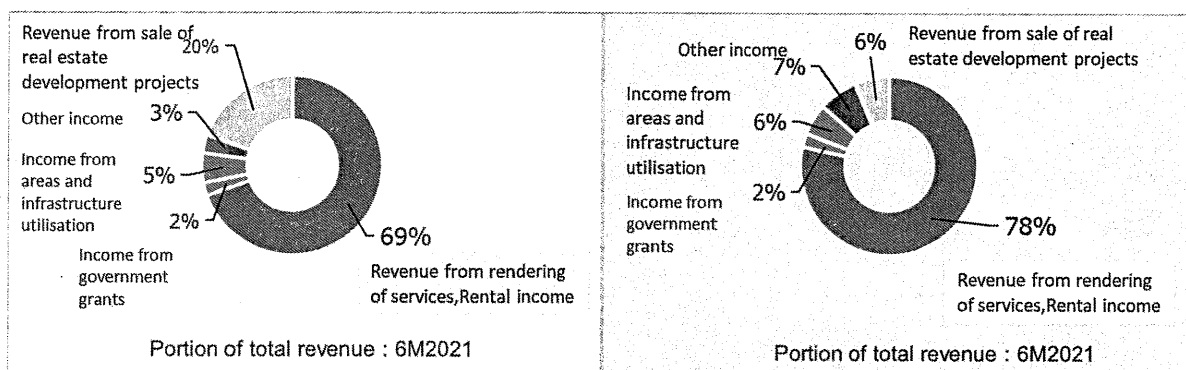 Revenue from sale of
real estate
development projects
20%
Other income
3%
Income from
areas and
infrastructure
utilisation
5%
2%
Income from
government
grants
69%
Revenue from rendering
of services,Rental income
Portion of total revenue : 6M2021
Other income
7%
6%
Revenue from sale of real
estate development projects
Income from
areas and
infrastructure
utilisation
6%
2%
Income from
government
grants
78%
Revenue from rendering
of services,Rental income
Portion of total revenue : 6M2021